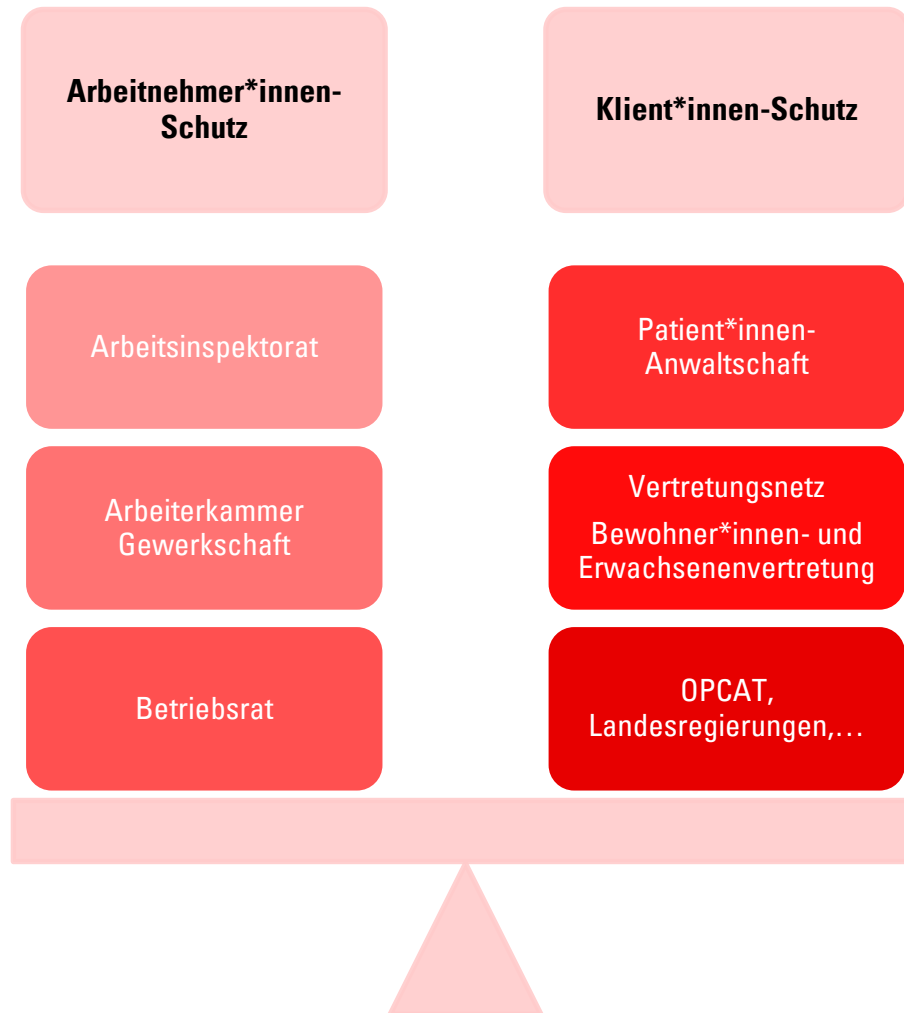 Arbeitnehmer*innen-
Schutz
Klient*innen-Schutz
Arbeitsinspektorat
Patient*innen-
Anwaltschaft
Arbeiterkammer
Gewerkschaft
Vertretungsnetz
Bewohner*innen- und
Erwachsenenvertretung
Betriebsrat
OPCAT,
Landesregierungen,…